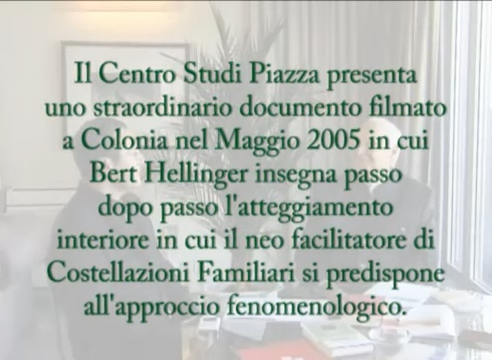 Il Centro Studi Piazza presenta
uno straordinario documento filmato
a Colonia nel Maggio 2005 in cui
Bert Hellinger insegna passo
dopo passo l'atteggiamento
interiore in cui il neo facilitatore di
Costellazioni Familiari si predispone
all'approccio fenomenologico.